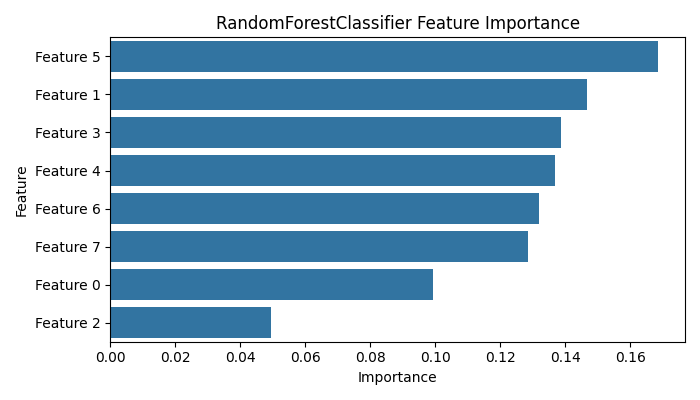 RandomForestClassifier Feature Importance
Feature 5
Feature 1
Feature 3
Feature 4
Feature 6
Feature 7
Feature 0
Feature 2
Feature
0.00 0.02 0.04 0.06 0.08 0.10 0.12 0.14 0.16
Importance